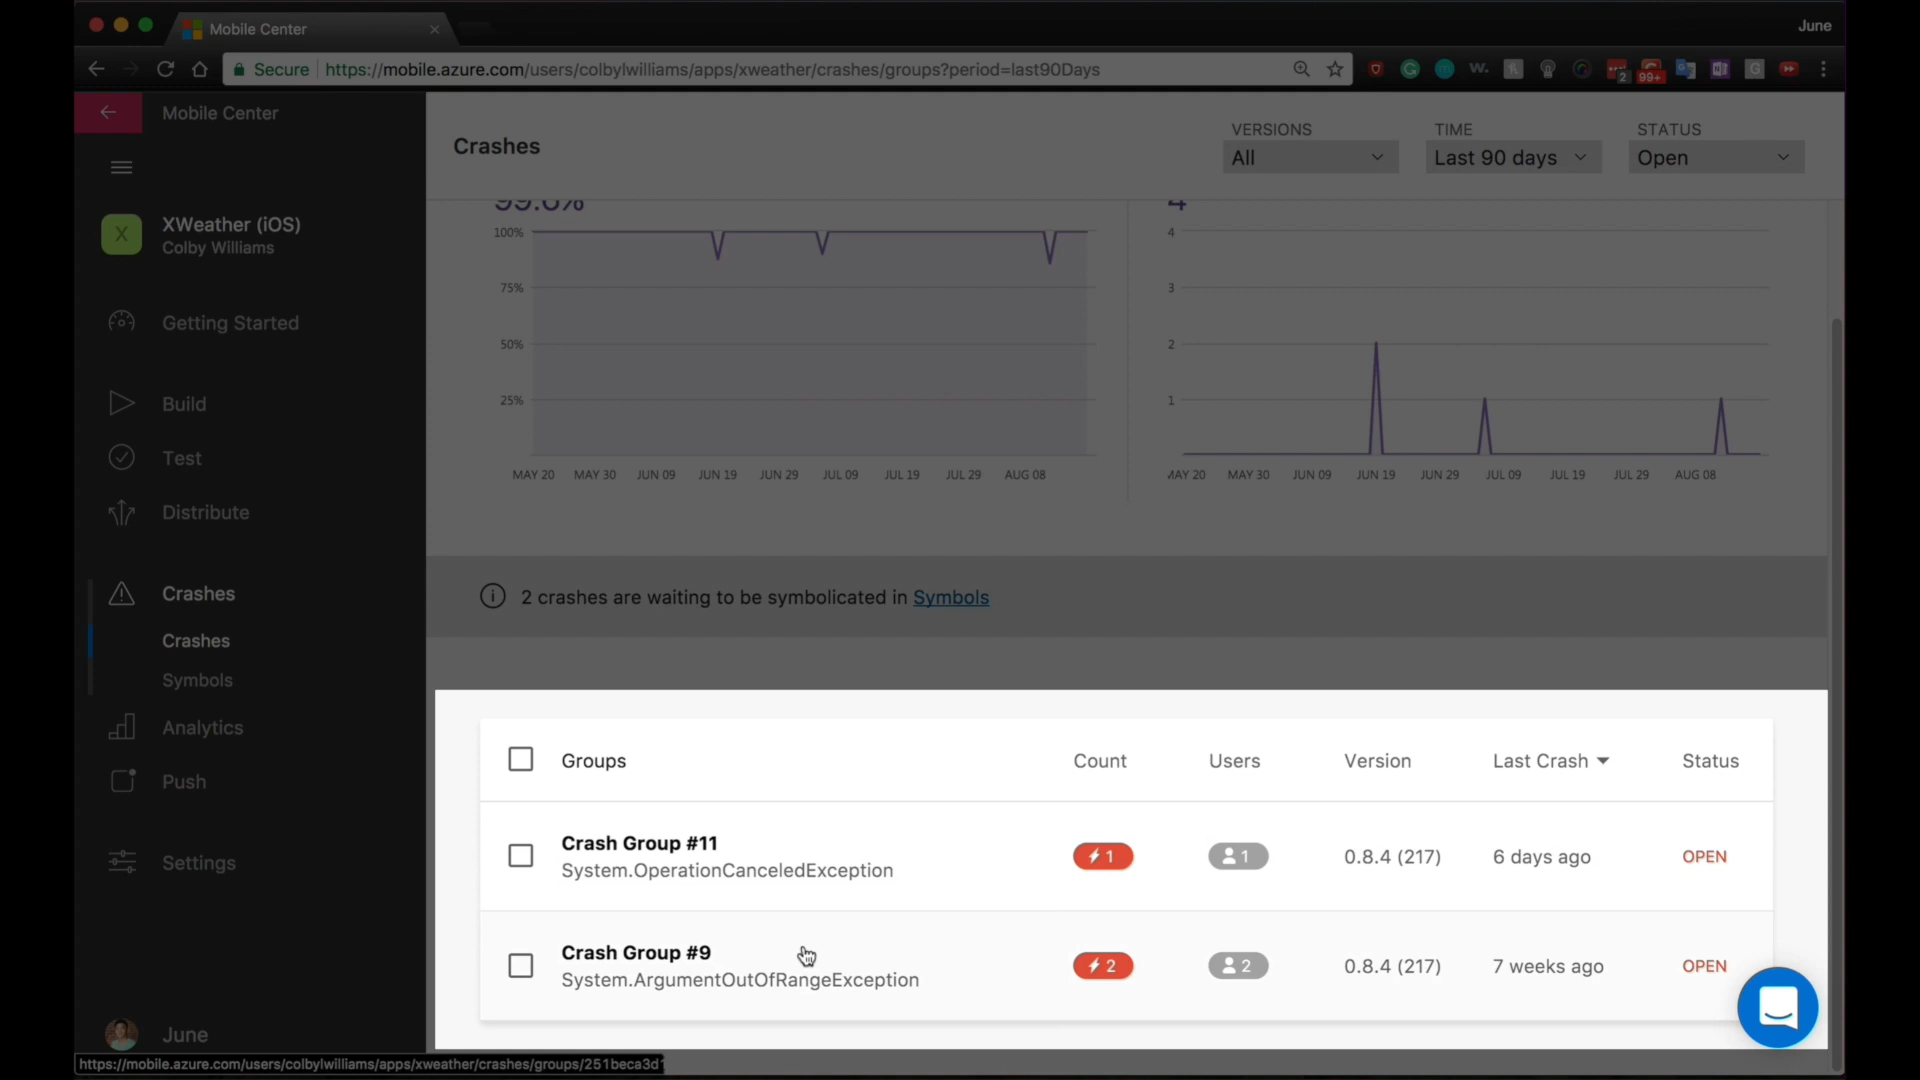 Mobile Center
June
Secure
https://mobile.azure.com/users/colbylwilliams/apps/xweather/crashes/groups?period=last90Days
W.
2
99+
G
Mobile Center
Crashes
VERSIONS
TIME
STATUS
All
Last 90 days
Open
X
XWeather (iOS)
Colby Williams
Getting Started
Build
Test
Distribute
Crashes
Crashes
Symbols
Analytics
Push
Settings
June
99.6%
100%
75%
50%
25%
MAY 20 MAY 30 JUN 09 JUN 19 JUN 29 JUL 09 JUL 19 JUL 29 AUG 08
4
4
3
2
1
MAY 20 MAY 30 JUN 09 JUN 19 JUN 29 JUL 09 JUL 19 JUL 29 AUG 08
2 crashes are waiting to be symbolicated in Symbols
Groups Count Users Version Last Crash Status
Crash Group #11
System.OperationCanceledException
1 1 0.8.4 (217) 6 days ago OPEN
Crash Group #9
System.ArgumentOutOfRangeException
2 2 0.8.4 (217) 7 weeks ago OPEN
https://mobile.azure.com/users/colbylwilliams/apps/xweather/crashes/groups/251beca3d